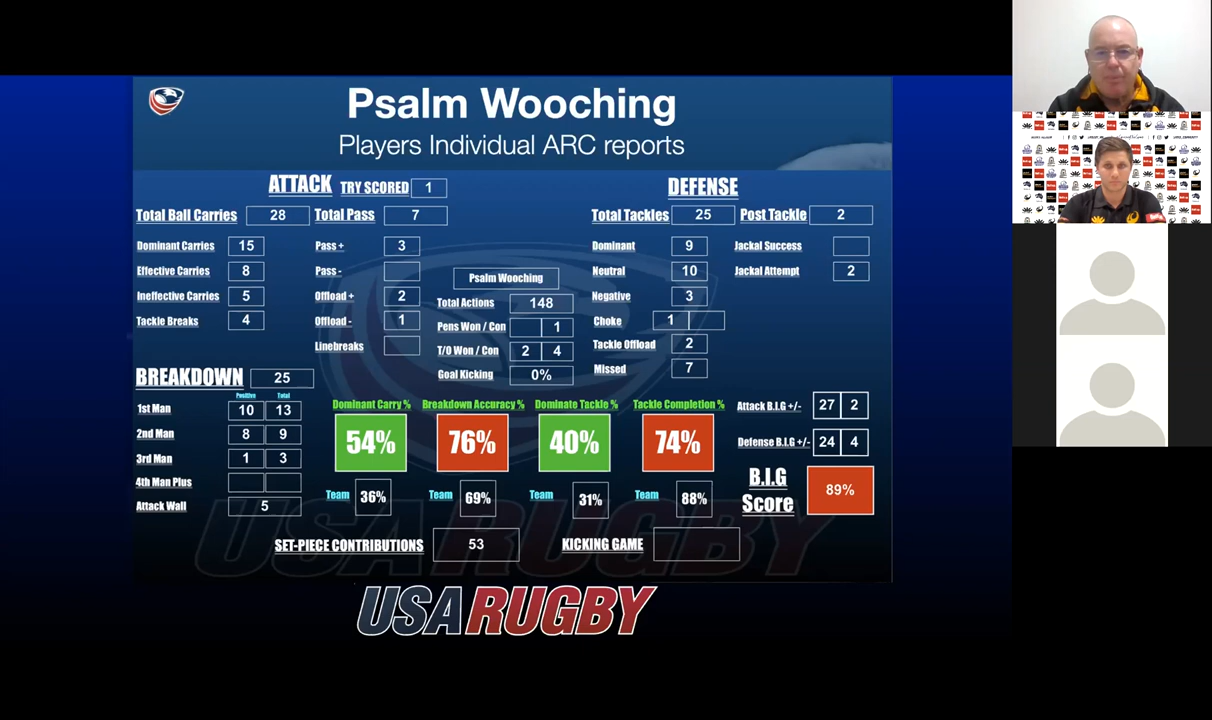 Psalm Wooching
Players Individual ARC reports
ATTACK TRY SCORED 1
Total Ball Carries 28 Total Pass 7
Dominant Carries 15 Pass + 3
Effective Carries 8 Pass -
Ineffective Carries 5 Offload + 2
Tackle Breaks 4 Offload - 1
Linebreaks
Psalm Wooching
Total Actions 148
Pens Won / Con 1
T/O Won / Con 2 4
Goal Kicking 0%
DEFENSE
Total Tackles 25 Post Tackle 2
Dominant 9 Jackal Success
Neutral 10 Jackal Attempt 2
Negative 3
Choke 1
Tackle Offload 2
Missed 7
BREAKDOWN 25
Positive Total
1st Man 10 13
2nd Man 8 9
3rd Man 1 3
4th Man Plus
Attack Wall 5
Dominant Carry % Breakdown Accuracy % Dominate Tackle % Tackle Completion %
54% 76% 40% 74%
Team 36% Team 69% Team 31% Team 88%
Attack B.I.G +/- 27 2
Defense B.I.G +/- 24 4
B.I.G Score 89%
SET-PIECE CONTRIBUTIONS 53 KICKING GAME
USA RUGBY
USA RUGBY